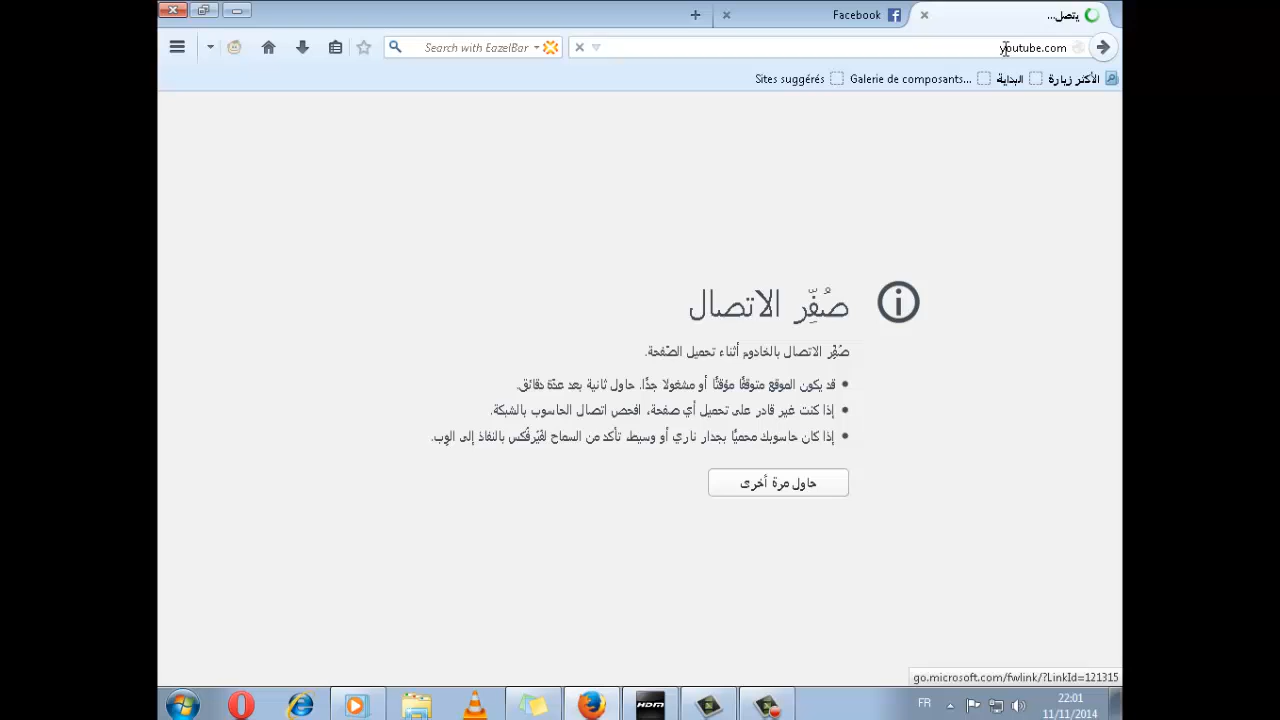 يتصل...
Facebook
youtube.com
Search with EazelBar
الأكثر زيارة
البداية
Galerie de composants...
Sites suggérés
صُفِّر الاتصال
صُفِّر الاتصال بالخادوم أثناء تحميل الصّفحة.
قد يكون الموقع متوقفًا مؤقتًا أو مشغولا جدًا. حاول ثانية بعد عدّة دقائق.
إذا كنت غير قادر على تحميل أي صفحة، افحص اتصال الحاسوب بالشبكة.
إذا كان حاسوبك محميًّا بجدار ناري أو وسيط، تأكد من السماح لفَيَرفُكس بالنفاذ إلى الوِب.
حاول مرة أخرى
go.microsoft.com/fwlink/?LinkId=121315
HDMI
FR
22:01
11/11/2014